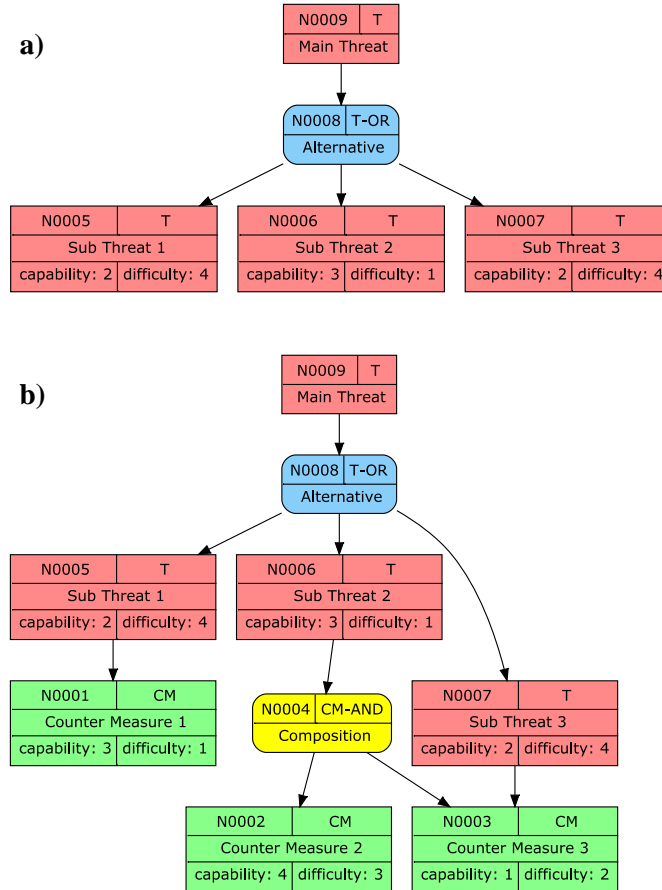 a)
N0009 T
Main Threat
N0008 T-OR
Alternative
N0005 T
Sub Threat 1
capability: 2 difficulty: 4
N0006 T
Sub Threat 2
capability: 3 difficulty: 1
N0007 T
Sub Threat 3
capability: 2 difficulty: 4
b)
N0009 T
Main Threat
N0008 T-OR
Alternative
N0005 T
Sub Threat 1
capability: 2 difficulty: 4
N0006 T
Sub Threat 2
capability: 3 difficulty: 1
N0001 CM
Counter Measure 1
capability: 3 difficulty: 1
N0004 CM-AND
Composition
N0007 T
Sub Threat 3
capability: 2 difficulty: 4
N0002 CM
Counter Measure 2
capability: 4 difficulty: 3
N0003 CM
Counter Measure 3
capability: 1 difficulty: 2